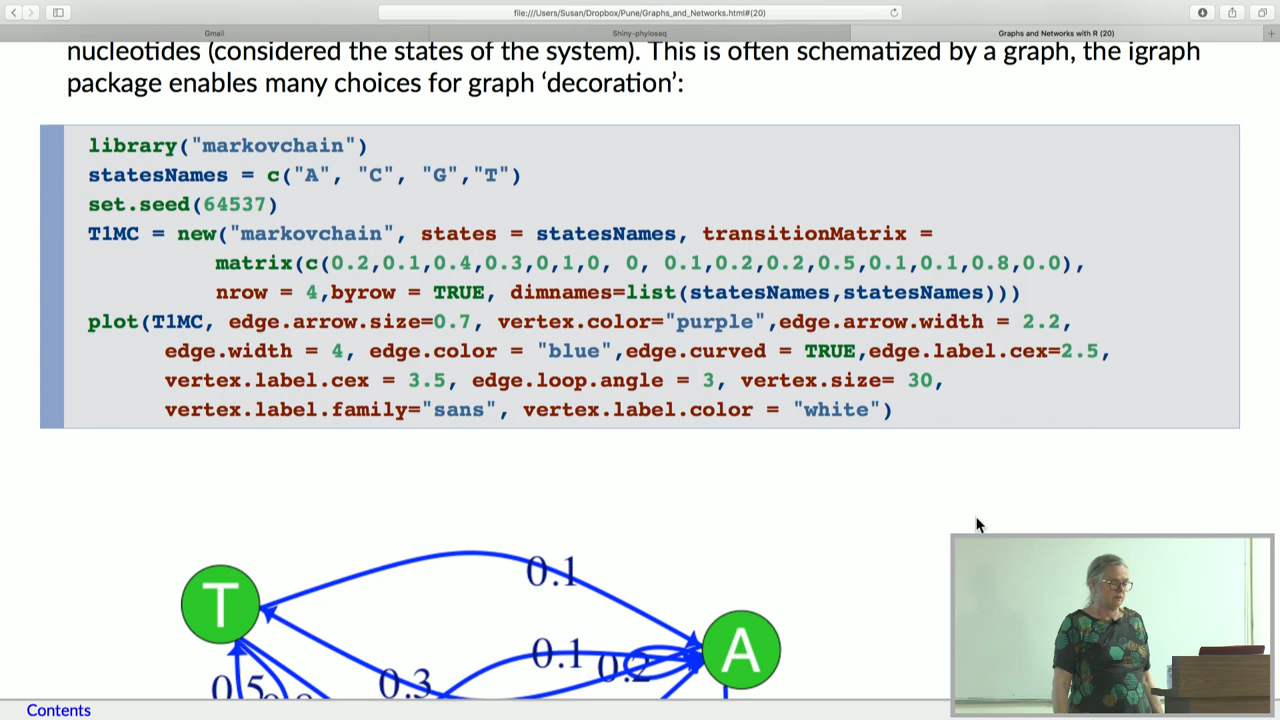 file:///Users/Susan/Dropbox/Pune/Graphs_and_Networks.html#(20)
Gmail
Shiny-phyloseq
Graphs and Networks with R (20)
nucleotides (considered the states of the system). This is often schematized by a graph, the igraph
package enables many choices for graph ‘decoration’:
library("markovchain")
statesNames = c("A", "C", "G","T")
set.seed(64537)
T1MC = new("markovchain", states = statesNames, transitionMatrix =
matrix(c(0.2,0.1,0.4,0.3,0,1,0, 0, 0.1,0.2,0.2,0.5,0.1,0.1,0.8,0.0),
nrow = 4,byrow = TRUE, dimnames=list(statesNames,statesNames)))
plot(T1MC, edge.arrow.size=0.7, vertex.color="purple",edge.arrow.width = 2.2,
edge.width = 4, edge.color = "blue",edge.curved = TRUE,edge.label.cex=2.5,
vertex.label.cex = 3.5, edge.loop.angle = 3, vertex.size= 30,
vertex.label.family="sans", vertex.label.color = "white")
0.1
T
A
0.1
0.2
0.3
0.5
Contents